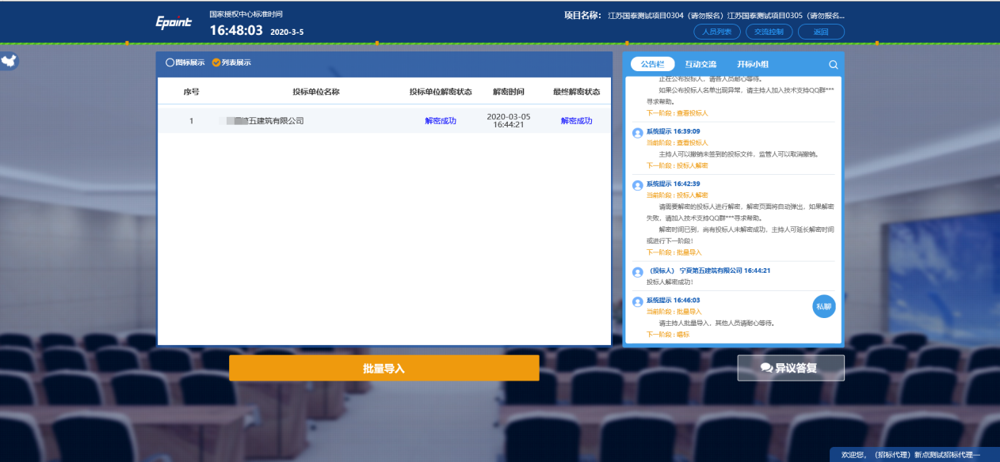 Epoint
国家授权中心标准时间
16:48:03 2020-3-5
项目名称： 江苏国泰测试项目0304（请勿报名）江苏国泰测试项目0305（请勿报名...
人员列表 交流控制 返回
图标展示 列表展示
序号 投标单位名称 投标单位解密状态 解密时间 最终解密状态
1 第五建筑有限公司 解密成功 2020-03-05 16:44:21 解密成功
公告栏 互动交流 开标小组
正在公布投标人，请各人员耐心等待。
如果公布投标人名单出现异常，请主持人加入技术支持QQ群***
寻求帮助。
下一阶段：查看投标人
系统提示 16:39:09
当前阶段：查看投标人
主持人可以撤销未签到的投标文件，监管人可以取消撤销。
下一阶段：投标人解密
系统提示 16:42:39
当前阶段：投标人解密
请需要解密的投标人进行解密，解密页面将自动弹出，如果解密
失败，请加入技术支持QQ群***寻求帮助。
解密时间已到，尚有投标人未解密成功，主持人可延长解密时间
或进行下一阶段！
下一阶段：批量导入
（投标人） 宁夏第五建筑有限公司 16:44:21
投标人解密成功！
系统提示 16:46:03
当前阶段：批量导入
请主持人批量导入，其他人员请耐心等待。
下一阶段：唱标
私聊
批量导入
异议答复
欢迎您，（招标代理）新点测试招标代理一